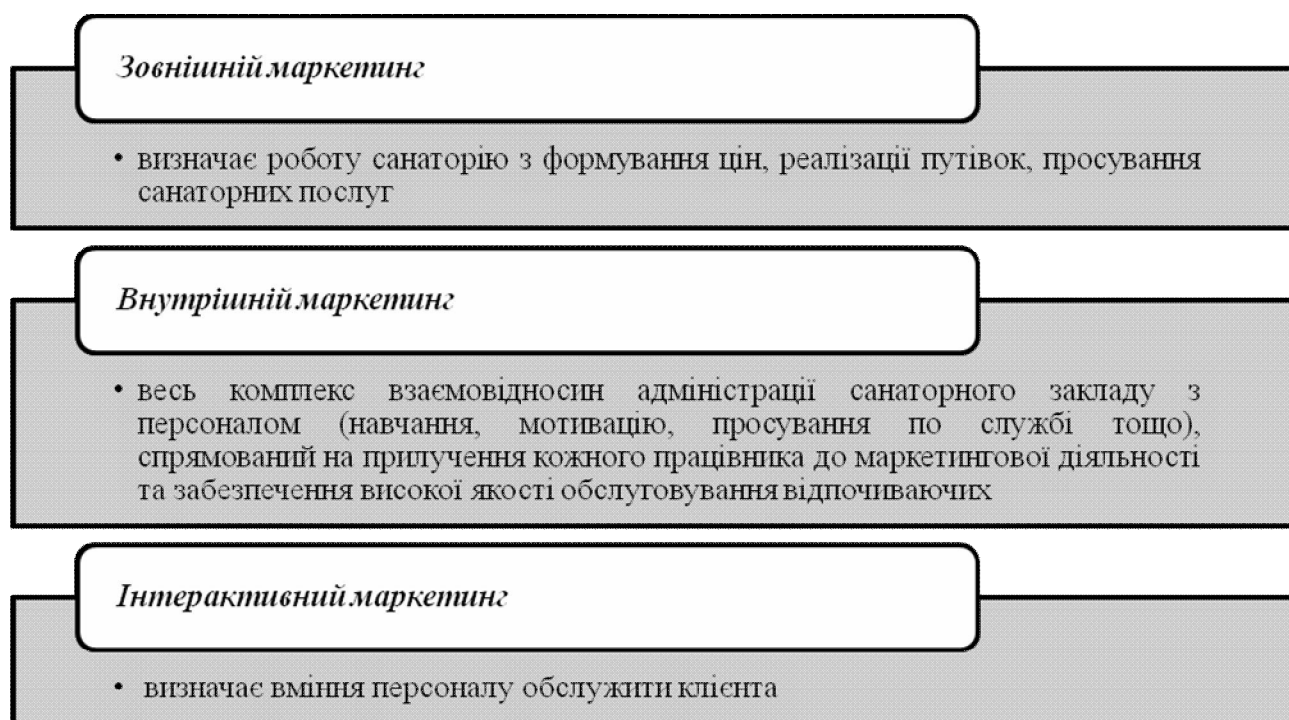 Зовнішній маркетинг
• визначає роботу санаторію з формування цін, реалізації путівок, просування
санаторних послуг
Внутрішній маркетинг
• весь комплекс взаємовідносин адміністрації санаторного закладу з
персоналом (навчання, мотивацію, просування по службі тощо),
спрямований на прилучення кожного працівника до маркетингової діяльності
та забезпечення високої якості обслуговування відпочиваючих
Інтерактивний маркетинг
• визначає вміння персоналу обслужити клієнта